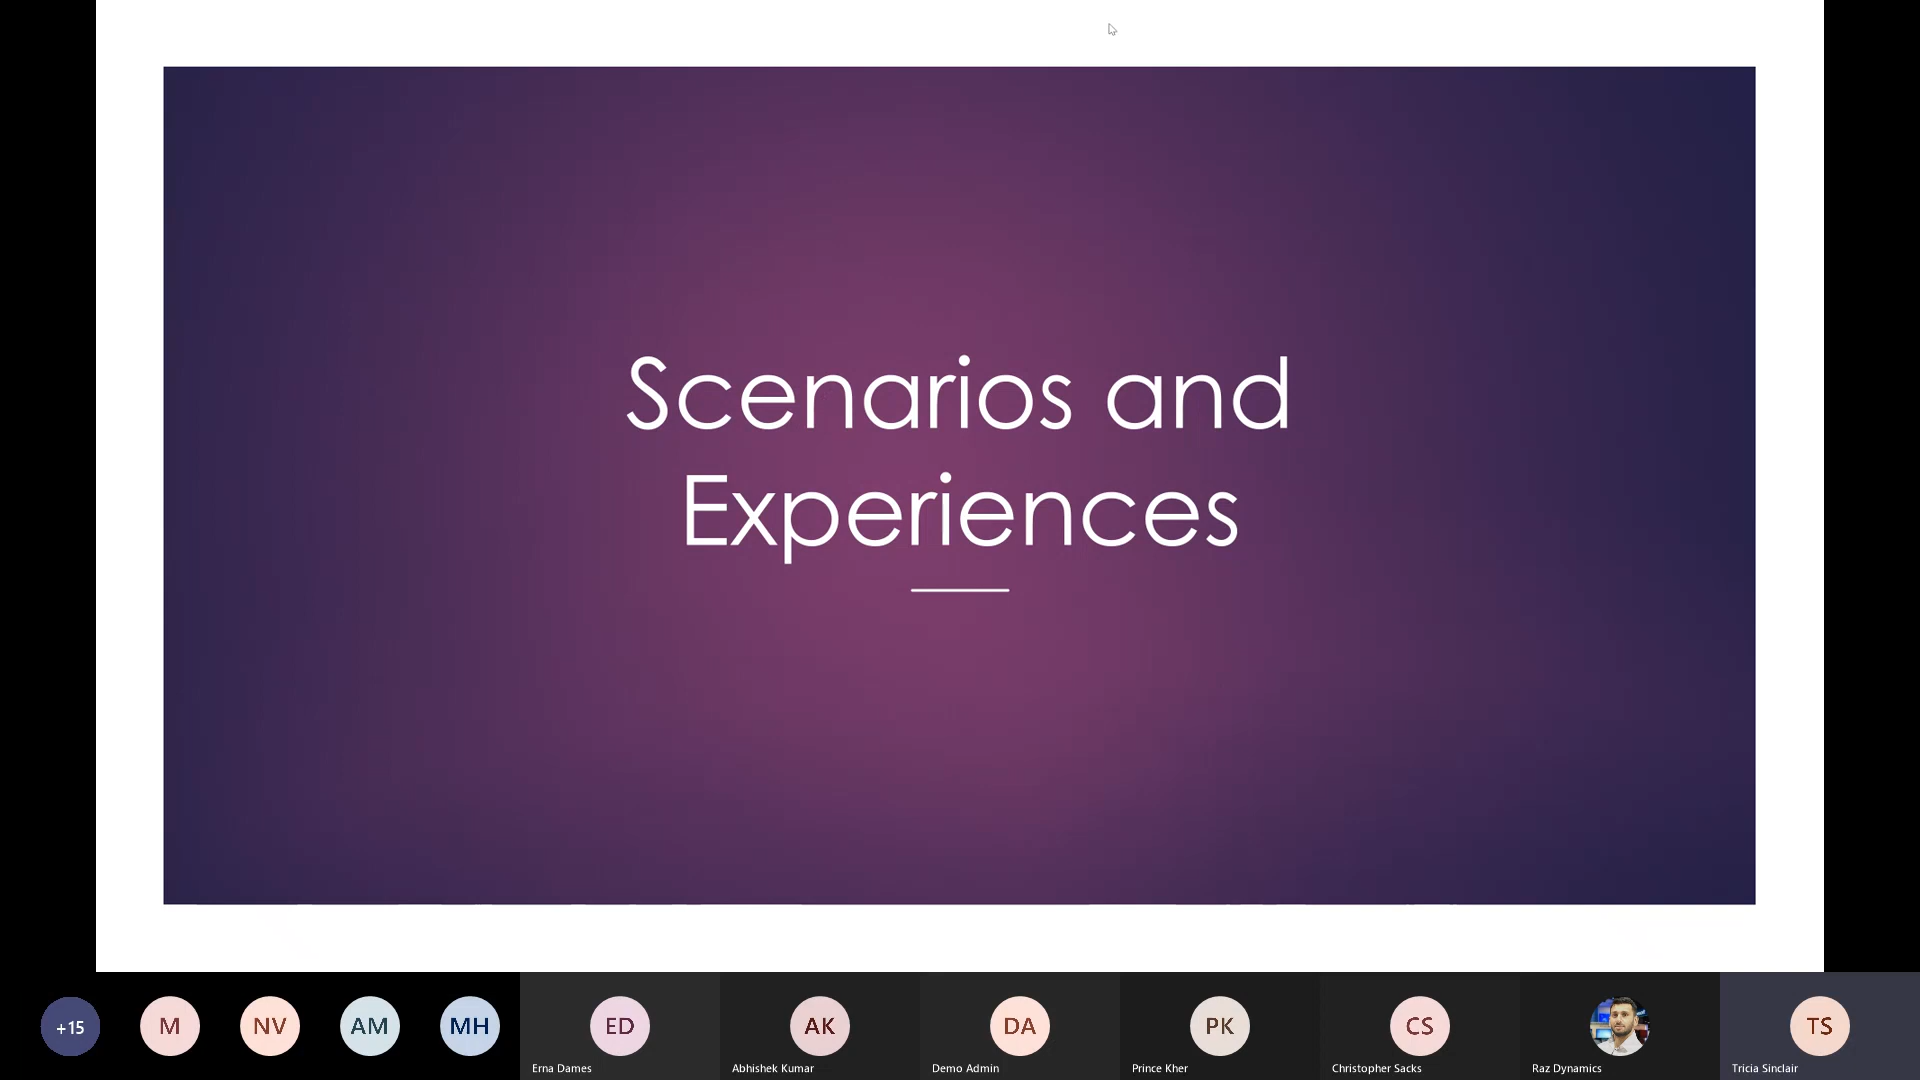 Scenarios and
Experiences
+15
M
NV
AM
MH
ED
AK
DA
PK
CS
TS
Erna Dames
Abhishek Kumar
Demo Admin
Prince Kher
Christopher Sacks
Raz Dynamics
Tricia Sinclair